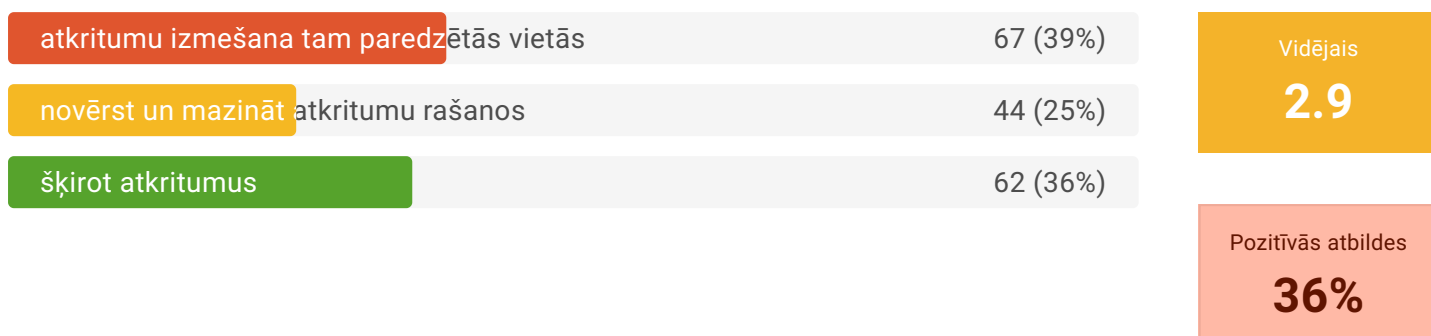 atkritumu izmešana tam paredzētās vietās 67 (39%)
novērst un mazināt atkritumu rašanos 44 (25%)
šķirot atkritumus 62 (36%)
Vidējais
2.9
Pozitīvās atbildes
36%